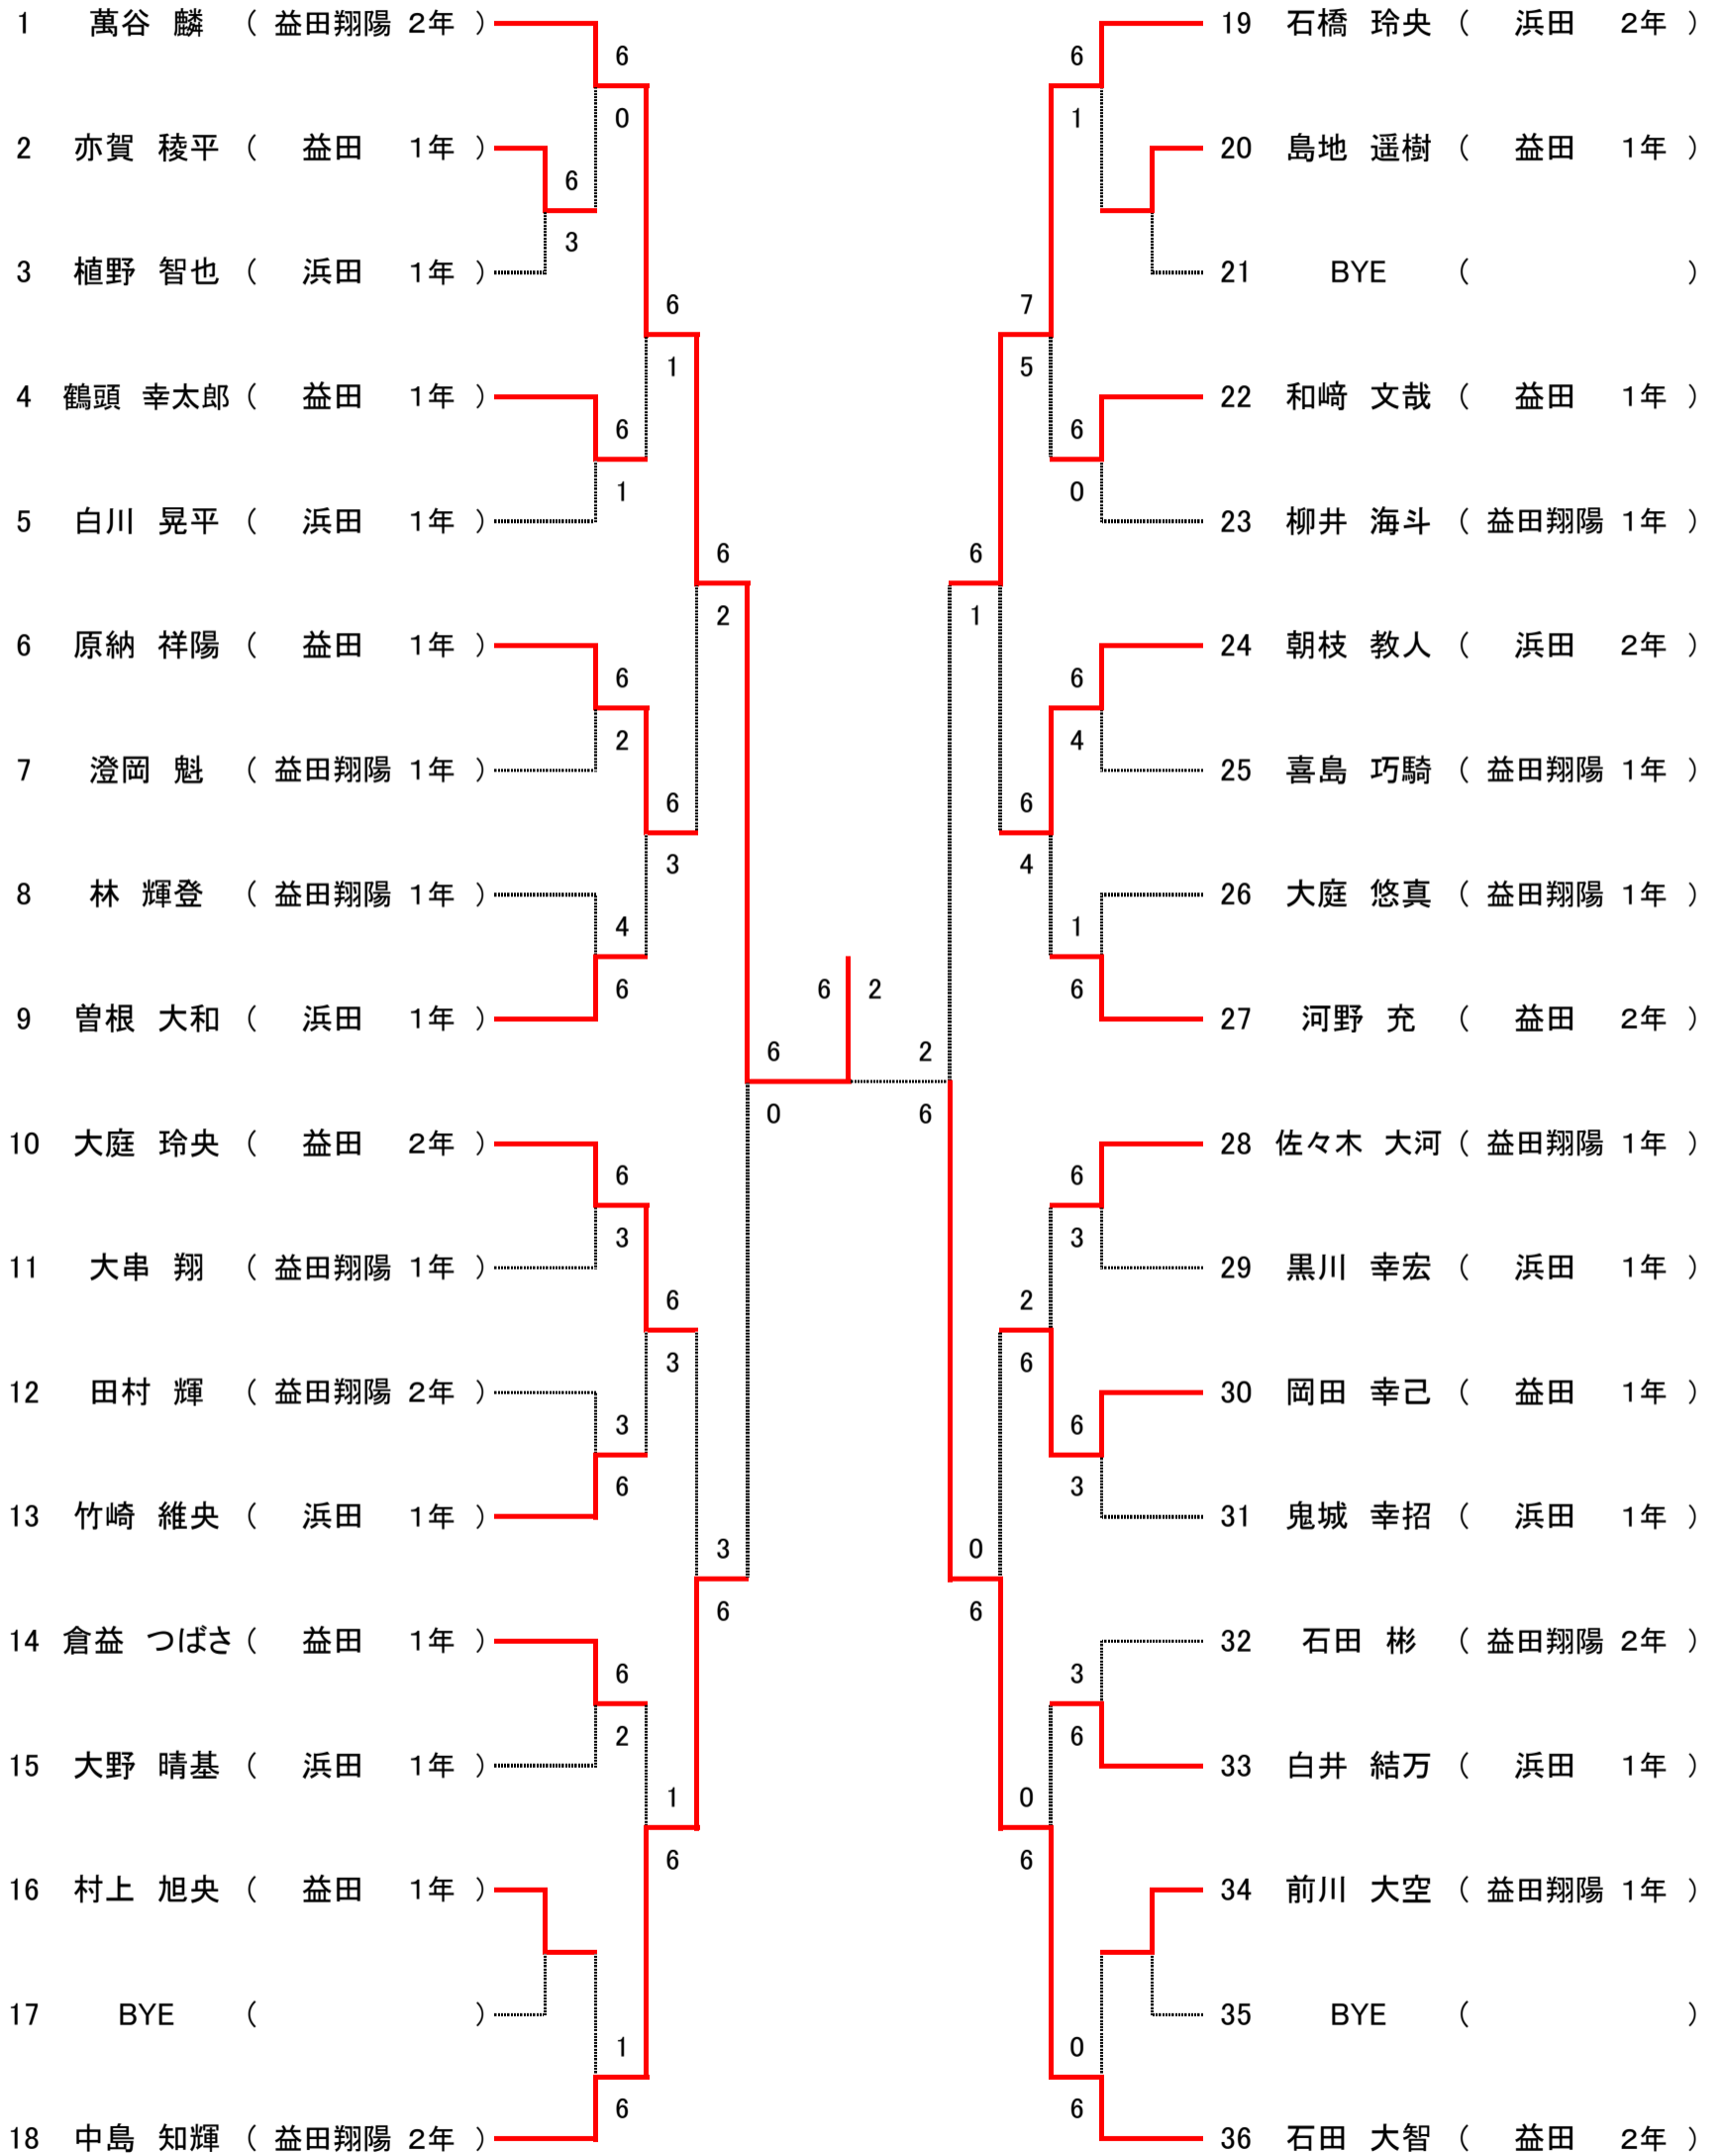 1 萬谷 麟 ( 益田翔陽 2年 )
6
0
2 亦賀 稜平 ( 益田 1年 )
6
3
3 植野 智也 ( 浜田 1年 )
6
1
4 鶴頭 幸太郎 ( 益田 1年 )
6
1
5 白川 晃平 ( 浜田 1年 )
6
2
6 原納 祥陽 ( 益田 1年 )
6
2
7 澄岡 魁 ( 益田翔陽 1年 )
6
3
8 林 輝登 ( 益田翔陽 1年 )
4
6
9 曽根 大和 ( 浜田 1年 )
6
0
10 大庭 玲央 ( 益田 2年 )
6
3
11 大串 翔 ( 益田翔陽 1年 )
6
3
12 田村 輝 ( 益田翔陽 2年 )
3
6
13 竹崎 維央 ( 浜田 1年 )
3
6
14 倉益 つばさ ( 益田 1年 )
6
2
15 大野 晴基 ( 浜田 1年 )
1
6
16 村上 旭央 ( 益田 1年 )
17 BYE ( )
1
6
18 中島 知輝 ( 益田翔陽 2年 )
6 2
19 石橋 玲央 ( 浜田 2年 )
6
1
20 島地 遥樹 ( 益田 1年 )
21 BYE ( )
7
5
22 和﨑 文哉 ( 益田 1年 )
6
0
23 柳井 海斗 ( 益田翔陽 1年 )
6
1
24 朝枝 教人 ( 浜田 2年 )
6
4
25 喜島 巧騎 ( 益田翔陽 1年 )
6
4
26 大庭 悠真 ( 益田翔陽 1年 )
1
6
27 河野 充 ( 益田 2年 )
2
6
28 佐々木 大河 ( 益田翔陽 1年 )
6
3
29 黒川 幸宏 ( 浜田 1年 )
2
6
30 岡田 幸己 ( 益田 1年 )
6
3
31 鬼城 幸招 ( 浜田 1年 )
0
6
32 石田 彬 ( 益田翔陽 2年 )
3
6
33 白井 結万 ( 浜田 1年 )
0
6
34 前川 大空 ( 益田翔陽 1年 )
35 BYE ( )
0
6
36 石田 大智 ( 益田 2年 )